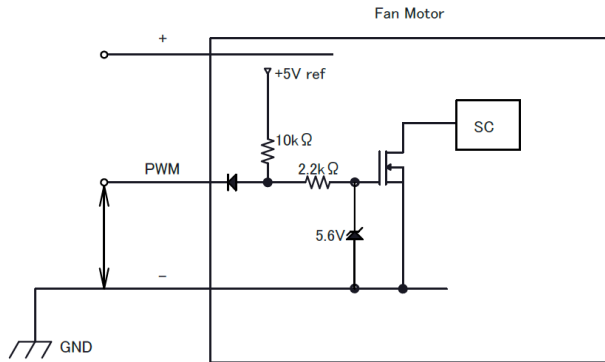 Fan Motor
+
+5V ref
10kΩ
SC
PWM
2.2kΩ
5.6V
−
GND